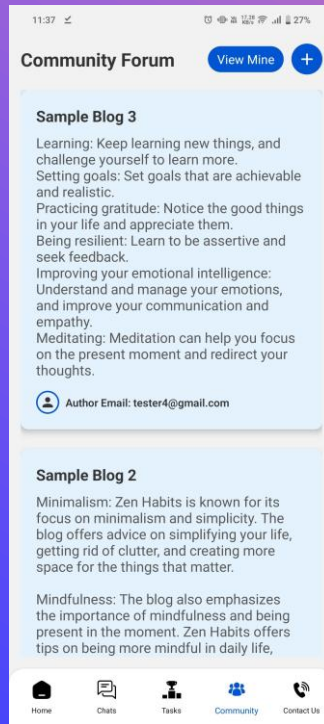 11:37
27%
Community Forum
View Mine
+
Sample Blog 3
Learning: Keep learning new things, and
challenge yourself to learn more.
Setting goals: Set goals that are achievable
and realistic.
Practicing gratitude: Notice the good things
in your life and appreciate them.
Being resilient: Learn to be assertive and
seek feedback.
Improving your emotional intelligence:
Understand and manage your emotions,
and improve your communication and
empathy.
Meditating: Meditation can help you focus
on the present moment and redirect your
thoughts.
Author Email: tester4@gmail.com
Sample Blog 2
Minimalism: Zen Habits is known for its
focus on minimalism and simplicity. The
blog offers advice on simplifying your life,
getting rid of clutter, and creating more
space for the things that matter.
Mindfulness: The blog also emphasizes
the importance of mindfulness and being
present in the moment. Zen Habits offers
tips on being more mindful in daily life,
Home
Chats
Tasks
Community
Contact Us